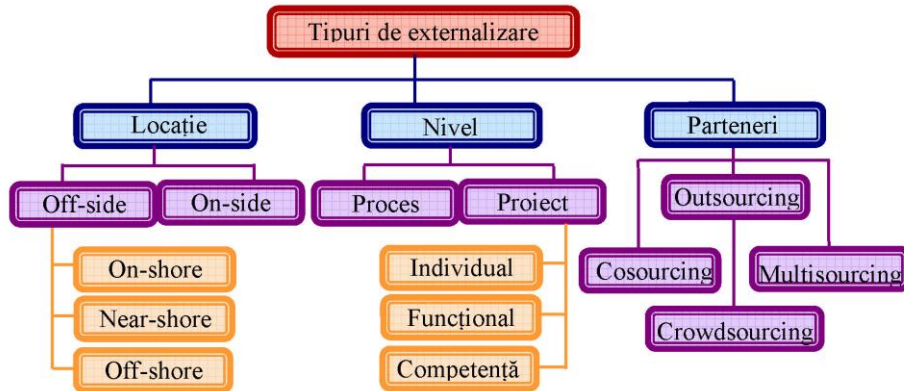 Tipuri de externalizare
Locație
Nivel
Parteneri
Off-side
On-side
Proces
Proiect
Outsourcing
On-shore
Individual
Cosourcing
Multisourcing
Near-shore
Funcțional
Crowdsourcing
Off-shore
Competență